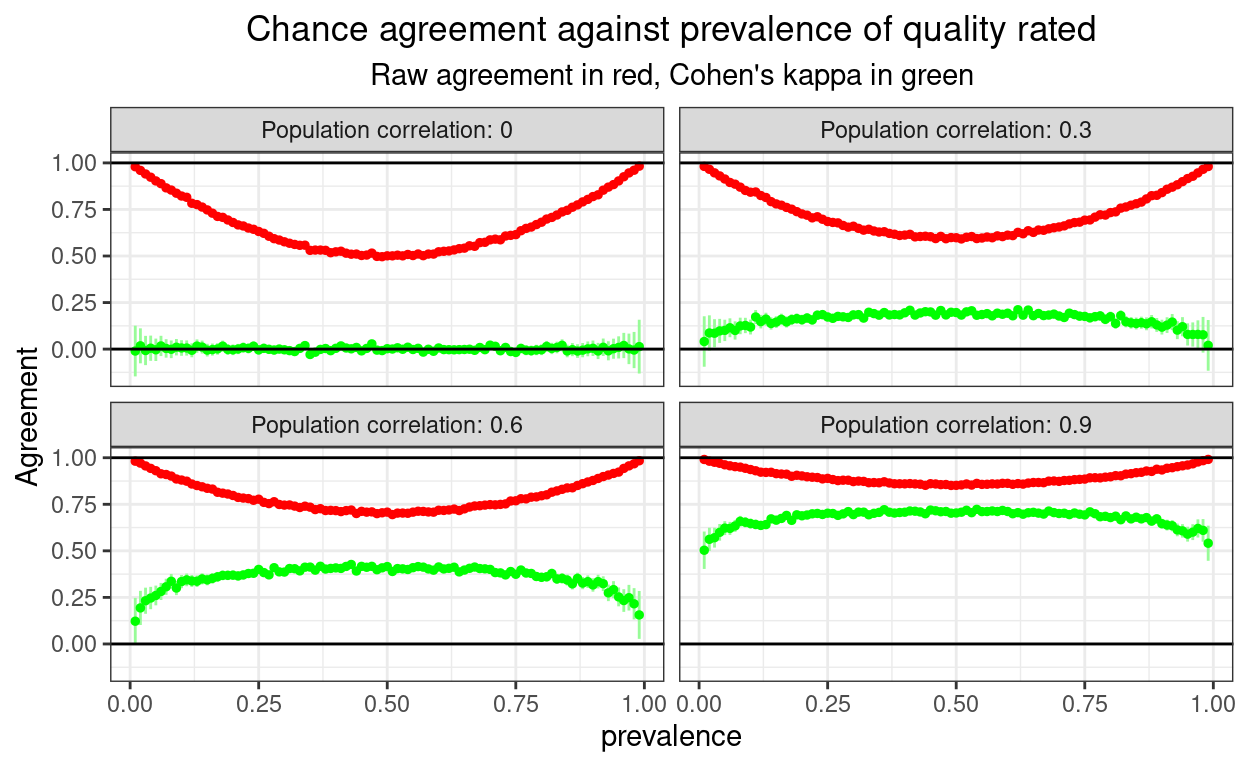 Chance agreement against prevalence of quality rated
Raw agreement in red, Cohen's kappa in green
Population correlation: 0
Population correlation: 0.3
1.00
0.75
0.50
0.25
0.00
Agreement
Population correlation: 0.6
Population correlation: 0.9
1.00
0.75
0.50
0.25
0.00
0.00 0.25 0.50 0.75 1.00 0.00 0.25 0.50 0.75 1.00
prevalence